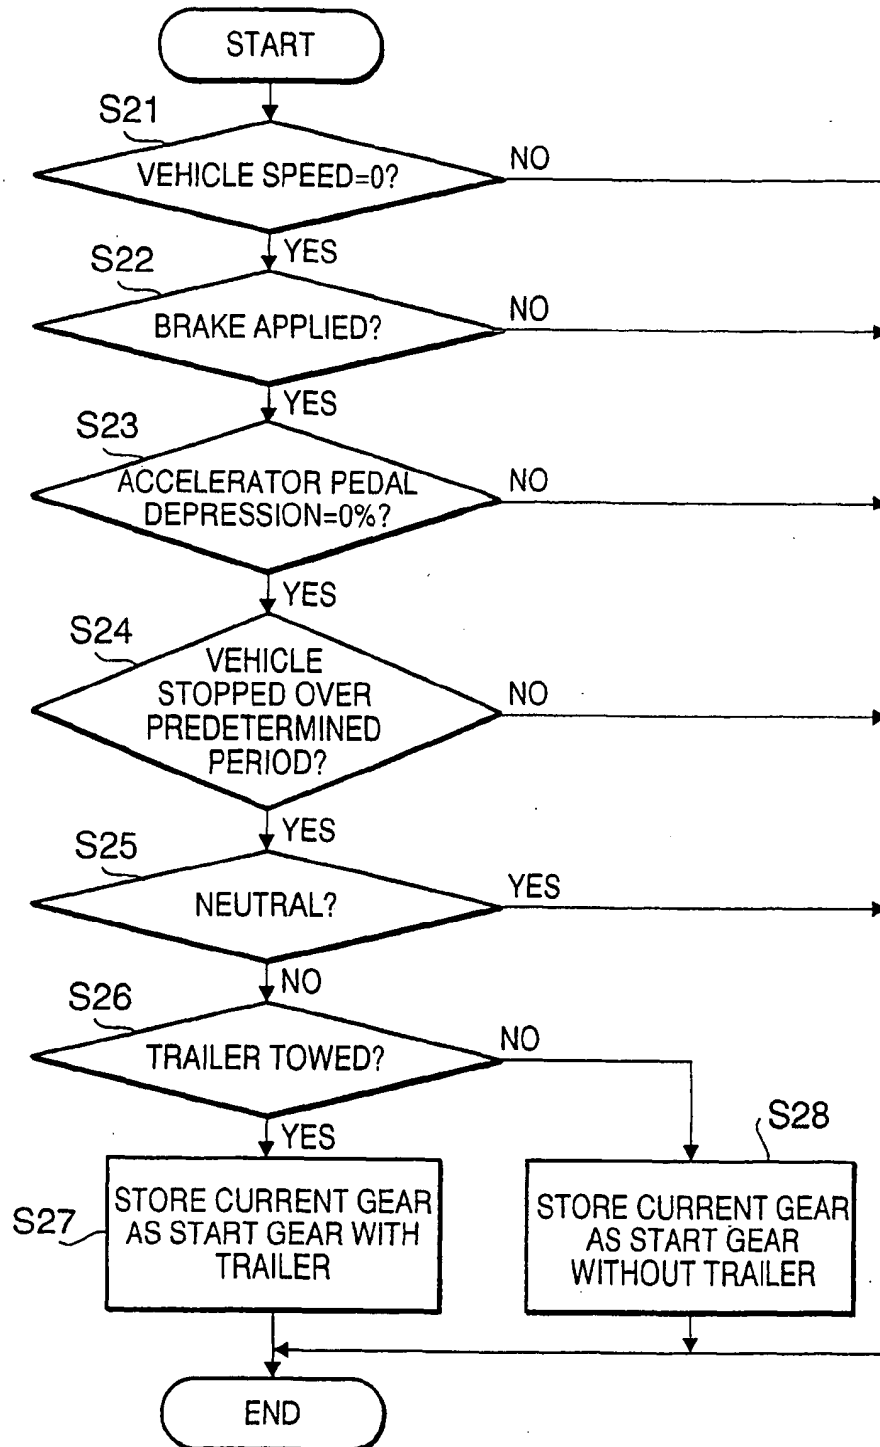 START
S21
VEHICLE SPEED=0?
NO
YES
S22
BRAKE APPLIED?
NO
YES
S23
ACCELERATOR PEDAL
DEPRESSION=0%?
NO
YES
S24
VEHICLE
STOPPED OVER
PREDETERMINED
PERIOD?
NO
YES
S25
NEUTRAL?
YES
NO
S26
TRAILER TOWED?
NO
YES
S27
STORE CURRENT GEAR
AS START GEAR WITH
TRAILER
S28
STORE CURRENT GEAR
AS START GEAR
WITHOUT TRAILER
END